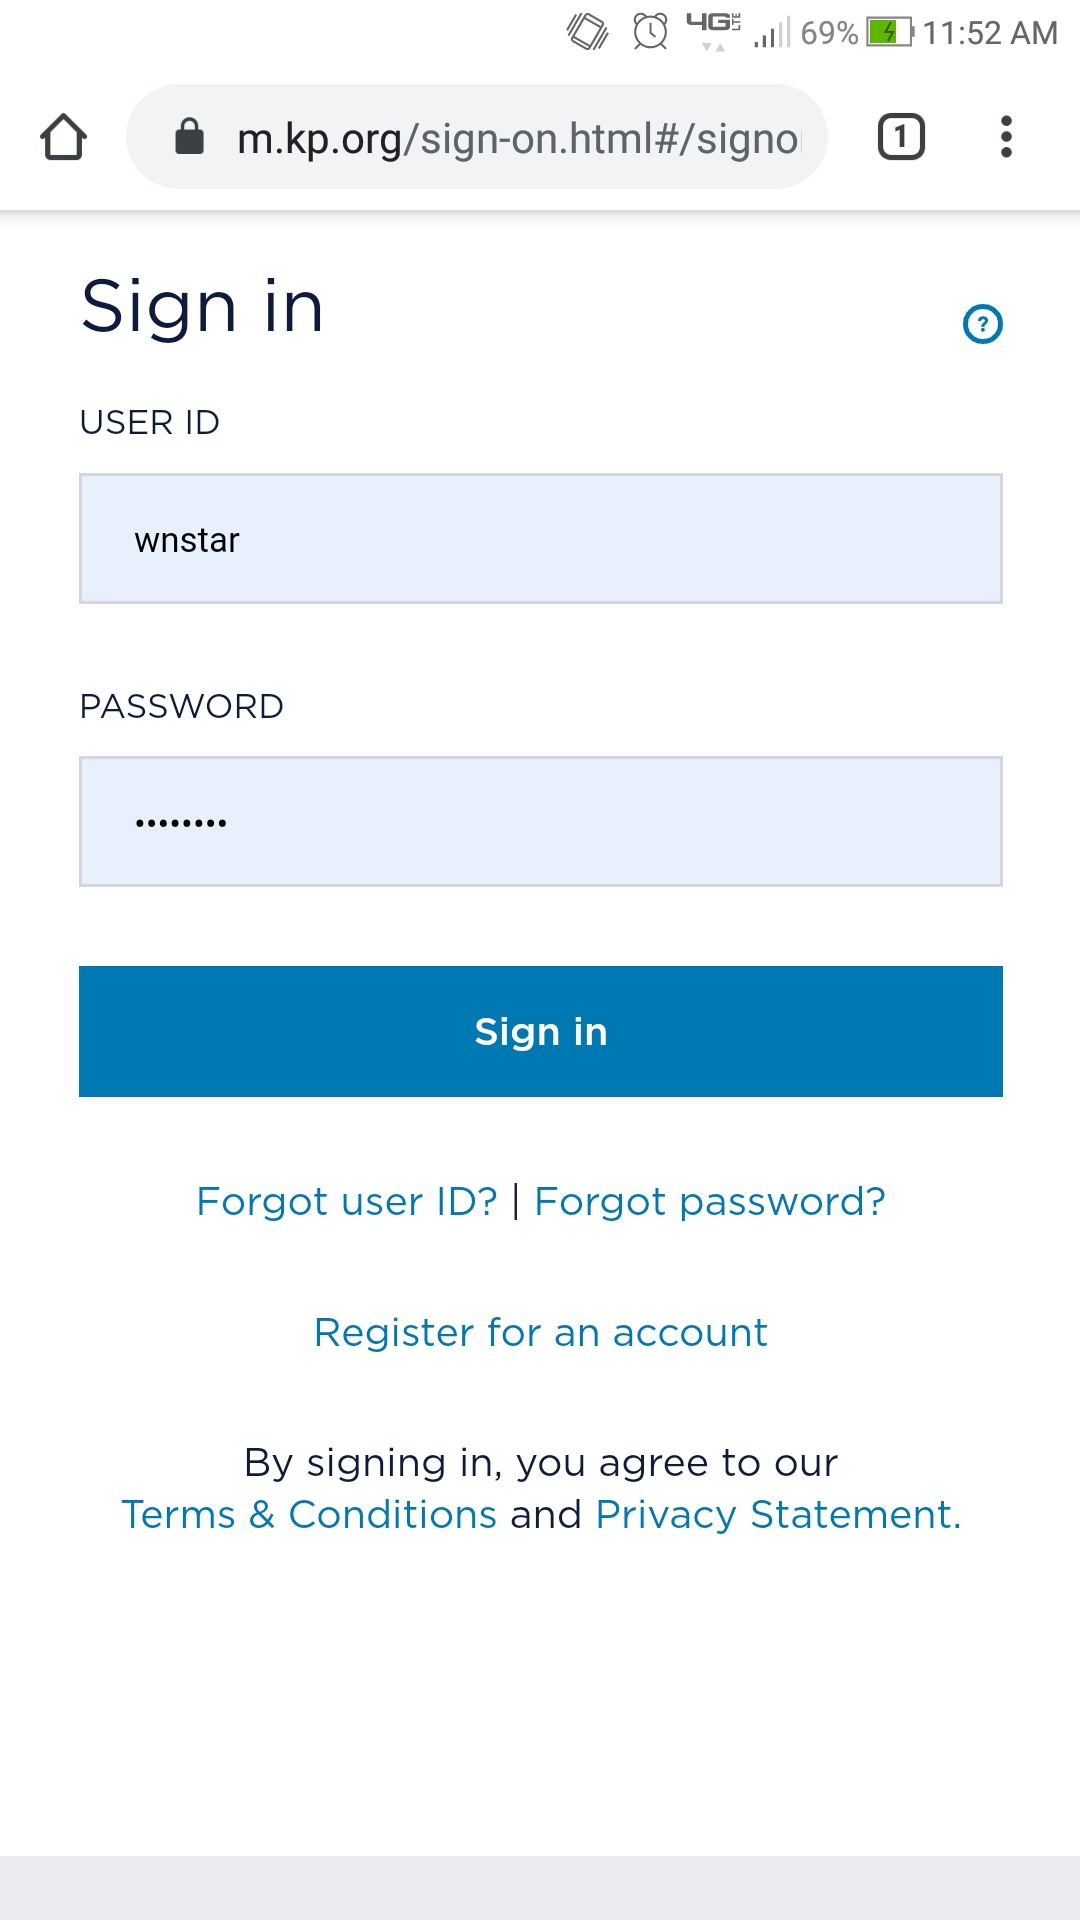 4G LTE 69% 11:52 AM
m.kp.org/sign-on.html#/signo
1
Sign in
?
USER ID
wnstar
PASSWORD
••••••••
Sign in
Forgot user ID? | Forgot password?
Register for an account
By signing in, you agree to our
Terms & Conditions and Privacy Statement.